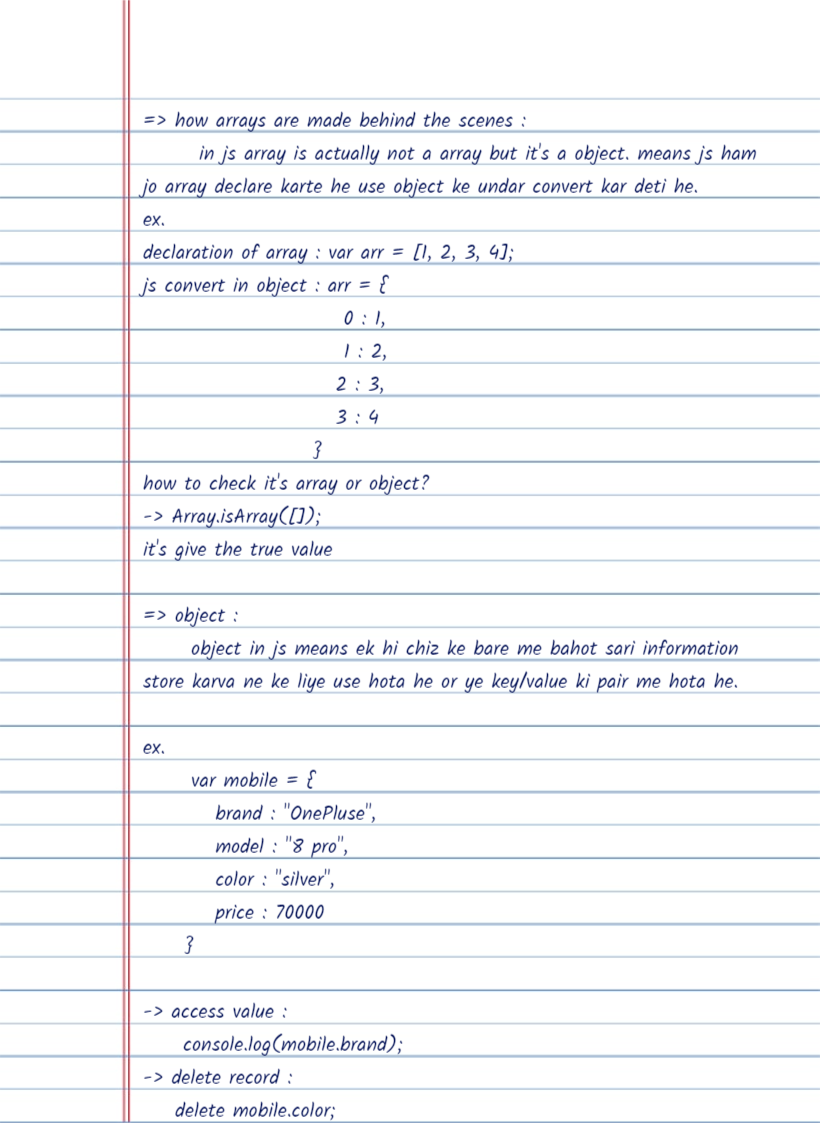 => how arrays are made behind the scenes :
in js array is actually not a array but it's a object. means js ham
jo array declare karte he use object ke undar convert kar deti he.
ex.
declaration of array : var arr = [1, 2, 3, 4];
js convert in object : arr = {
0 : 1,
1 : 2,
2 : 3,
3 : 4
}
how to check it's array or object?
-> Array.isArray([]);
it's give the true value
=> object :
object in js means ek hi chiz ke bare me bahot sari information
store karva ne ke liye use hota he or ye key/value ki pair me hota he.
ex.
var mobile = {
brand : "OnePluse",
model : "8 pro",
color : "silver",
price : 70000
}
-> access value :
console.log(mobile.brand);
-> delete record :
delete mobile.color;